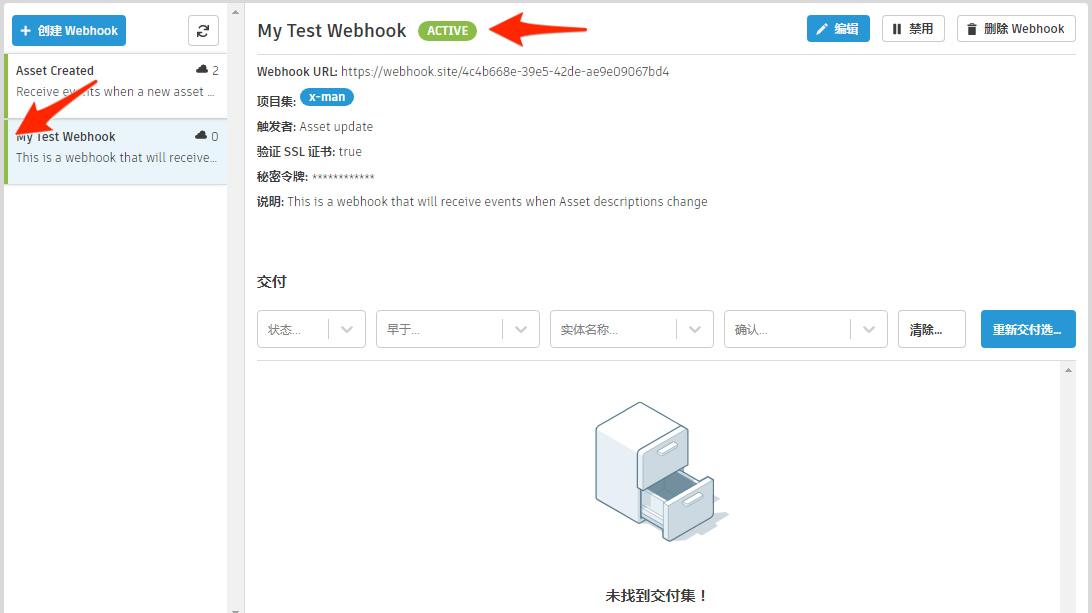 创建 Webhook
Asset Created 2
Receive events when a new asset ...
My Test Webhook 0
This is a webhook that will receive...
My Test Webhook ACTIVE
编辑 禁用 删除 Webhook
Webhook URL: https://webhook.site/4c4b668e-39e5-42de-ae9e09067bd4
项目集: x-man
触发者: Asset update
验证 SSL 证书: true
秘密令牌: ************
说明: This is a webhook that will receive events when Asset descriptions change
交付
状态... 早于... 实体名称... 确认... 清除... 重新交付选...
未找到交付集！